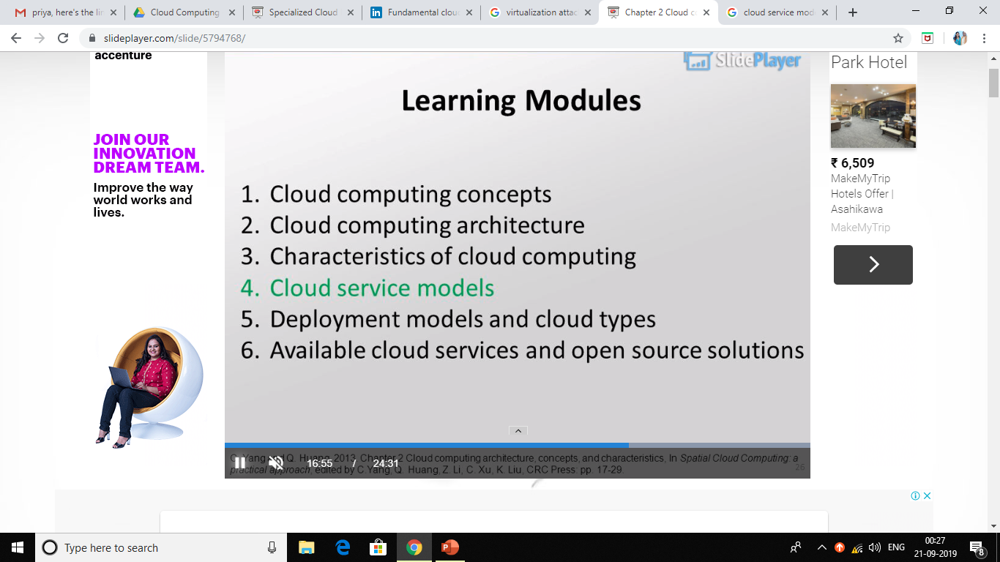 priya, here's the lin
Cloud Computing
Specialized Cloud
Fundamental clou
virtualization attac
Chapter 2 Cloud c
cloud service mod
slideplayer.com/slide/5794768/
accenture
JOIN OUR
INNOVATION
DREAM TEAM.
Improve the way
world works and
lives.
SlidePlayer
Learning Modules
1. Cloud computing concepts
2. Cloud computing architecture
3. Characteristics of cloud computing
4. Cloud service models
5. Deployment models and cloud types
6. Available cloud services and open source solutions
16:55 / 24:31
C. Yang and Q. Huang, 2013, Chapter 2 Cloud computing architecture, concepts, and characteristics, In Spatial Cloud Computing: a
practical approach, edited by C.Yang, Q. Huang, Z. Li, C. Xu, K. Liu, CRC Press: pp. 17-29.
26
Park Hotel
₹ 6,509
MakeMyTrip
Hotels Offer |
Asahikawa
MakeMyTrip
Type here to search
ENG
00:27
21-09-2019
8